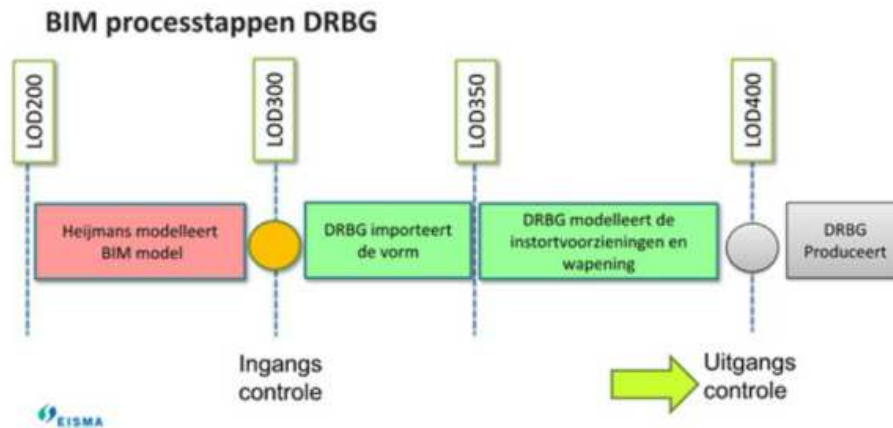 BIM processtappen DRBG
LOD200
LOD300
LOD350
LOD400
Heijmans modelleert
BIM model
DRBG importeert
de vorm
DRBG modelleert de
instortvoorzieningen en
wapening
DRBG
Produceert
Ingangs
controle
Uitgangs
controle
EISMA